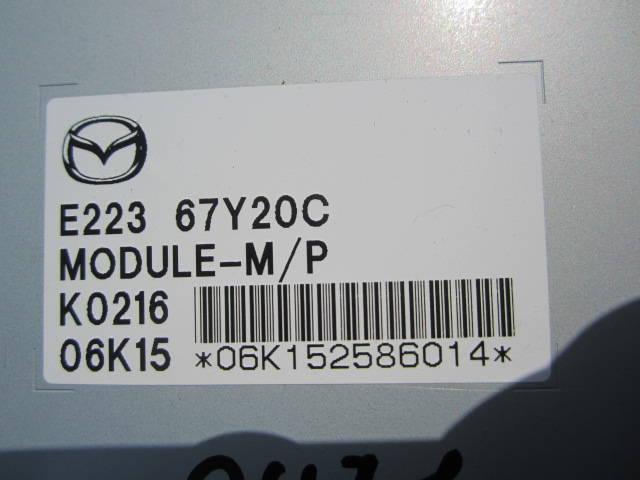 E223 67Y20C
MODULE-M/P
K0216
06K15 *06K152586014*